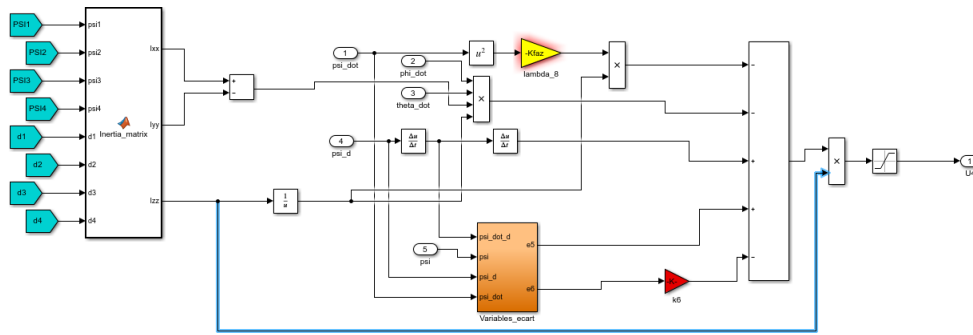 PSI1
PSI2
PSI3
PSI4
d1
d2
d3
d4
psi1
psi2
psi3
psi4
d1
d2
d3
d4
Inertia_matrix
Ixx
Iyy
Izz
+
−
1
psi_dot
2
phi_dot
3
theta_dot
4
psi_d
5
psi
u²
-Kfaz
lambda_8
×
×
Δu
Δt
Δu
Δt
1
u
psi_dot_d
psi
psi_d
psi_dot
e5
e6
Variables_ecart
k6
−
−
+
+
−
×
1